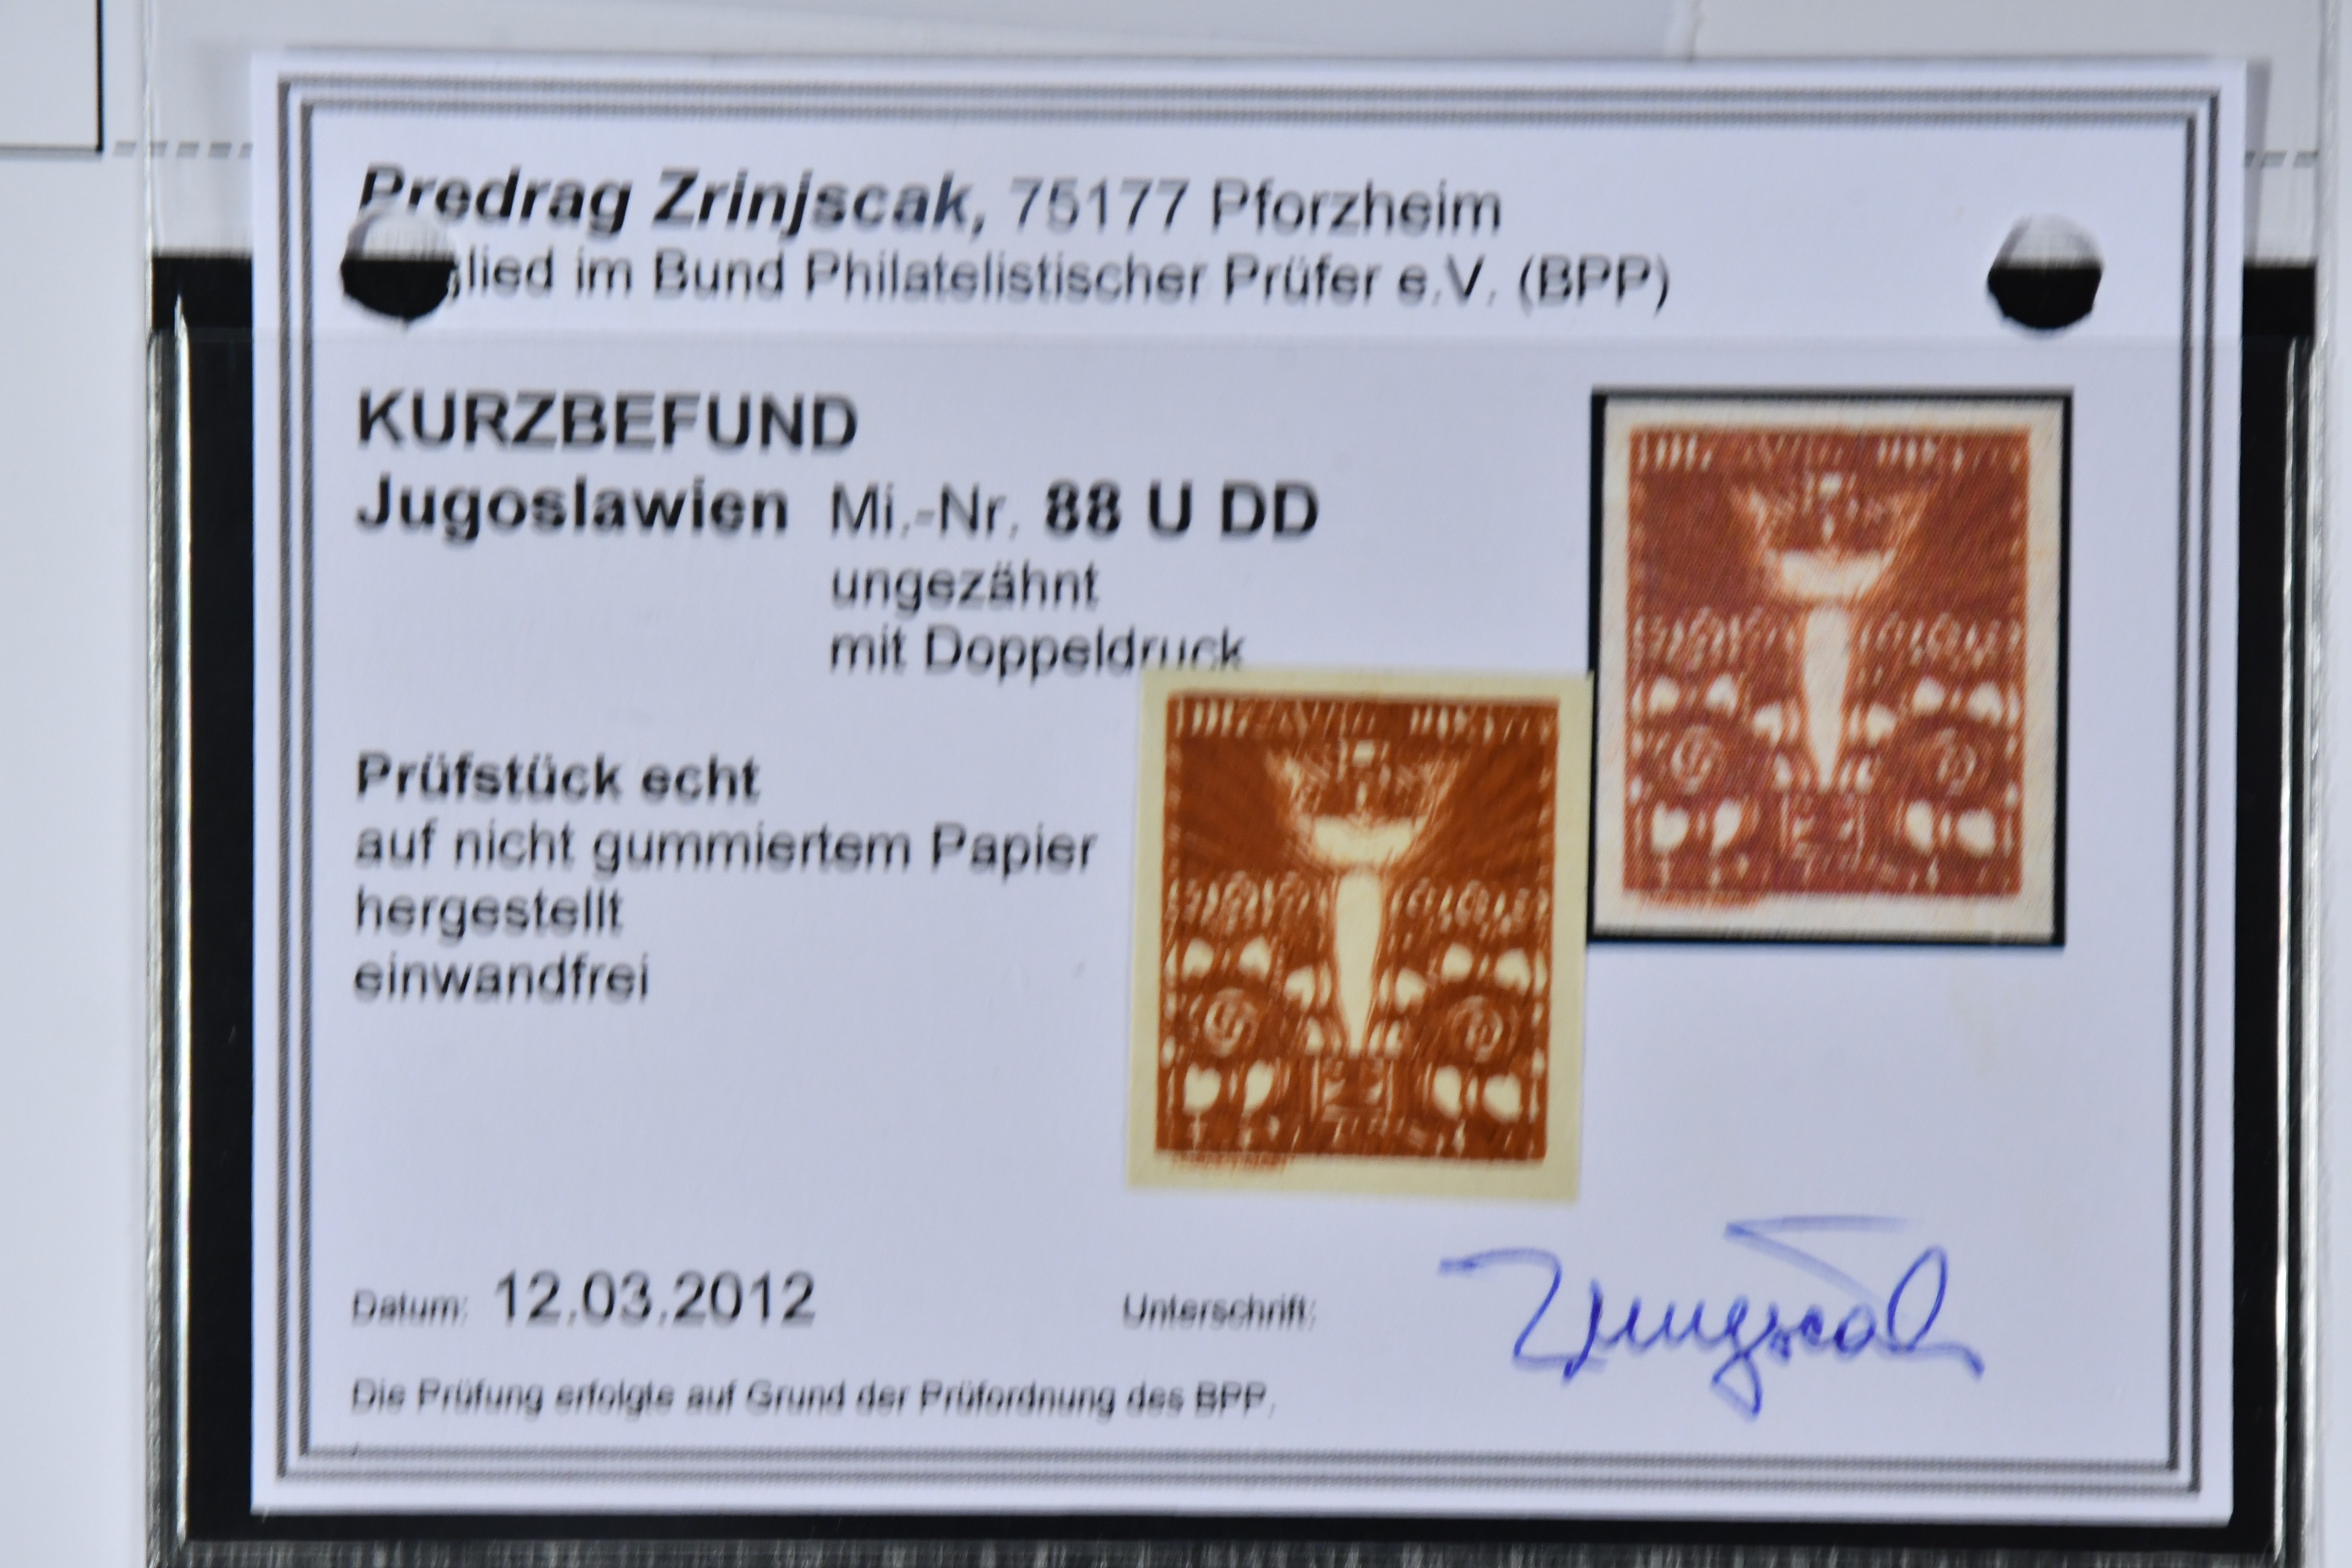 Predrag Zrinjscak, 75177 Pforzheim
glied im Bund Philatelistischer Prüfer e.V. (BPP)
KURZBEFUND
Jugoslawien Mi.-Nr. 88 U DD
ungezähnt
mit Doppeldruck
Prüfstück echt
auf nicht gummiertem Papier
hergestellt
einwandfrei
Datum: 12.03.2012
Unterschrift: Zrinjscak
Die Prüfung erfolgte auf Grund der Prüfordnung des BPP.